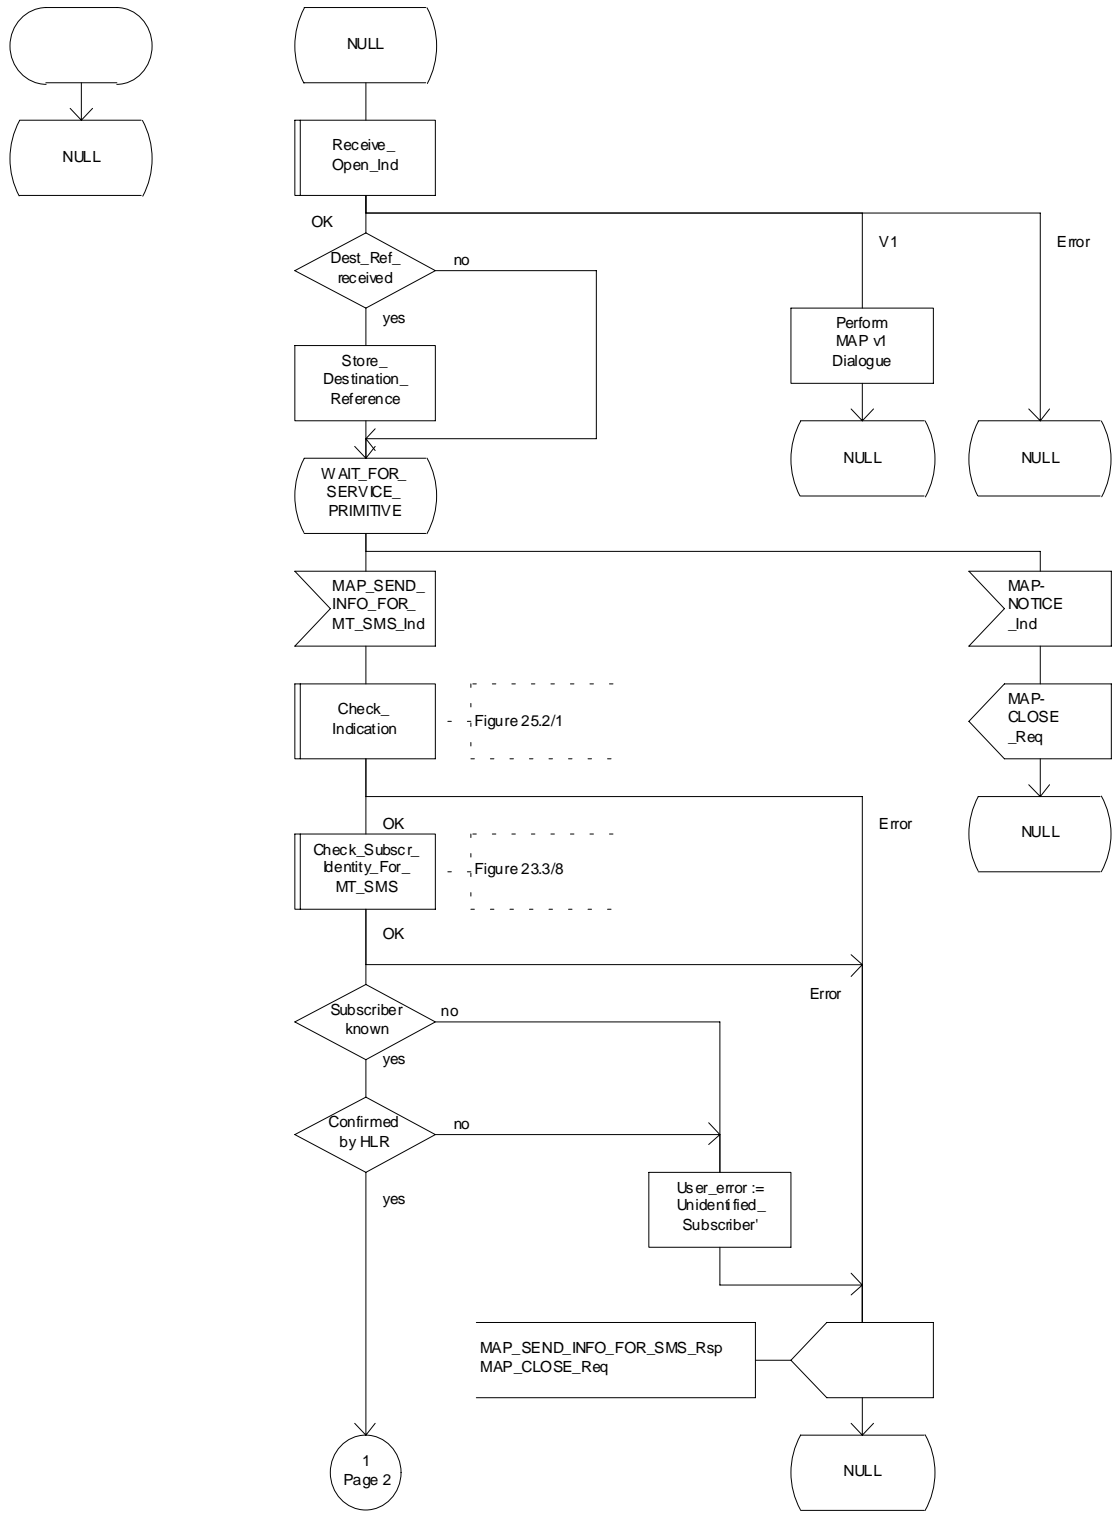 NULL
NULL
Receive_
Open_Ind
OK
V1
Error
Dest_Ref_
received
no
yes
Perform
MAP v1
Dialogue
Store_
Destination_
Reference
NULL
NULL
WAIT_FOR_
SERVICE_
PRIMITIVE
MAP_SEND_
INFO_FOR_
MT_SMS_Ind
MAP-
NOTICE
_Ind
Check_
Indication
Figure 25.2/1
MAP-
CLOSE
_Req
OK
Error
NULL
Check_Subscr_
Identity_For_
MT_SMS
Figure 23.3/8
OK
Error
Subscriber
known
no
yes
Confirmed
by HLR
no
yes
User_error :=
Unidentified_
Subscriber'
MAP_SEND_INFO_FOR_SMS_Rsp
MAP_CLOSE_Req
1
Page 2
NULL